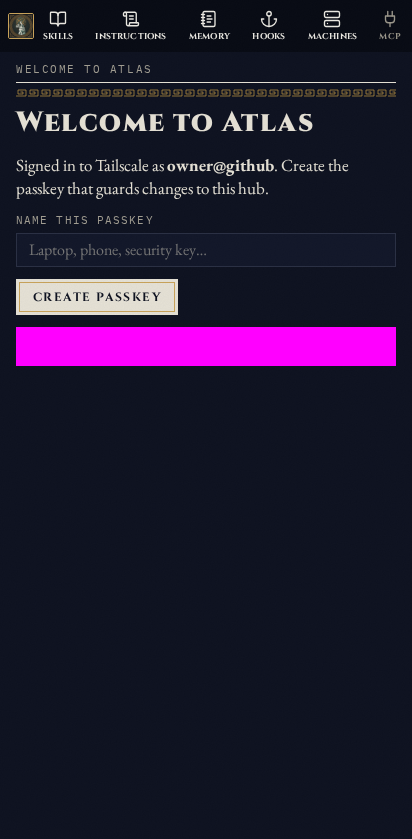 SKILLS
INSTRUCTIONS
MEMORY
HOOKS
MACHINES
MCP
WELCOME TO ATLAS
Welcome to Atlas
Signed in to Tailscale as owner@github. Create the
passkey that guards changes to this hub.
NAME THIS PASSKEY
Laptop, phone, security key...
CREATE PASSKEY